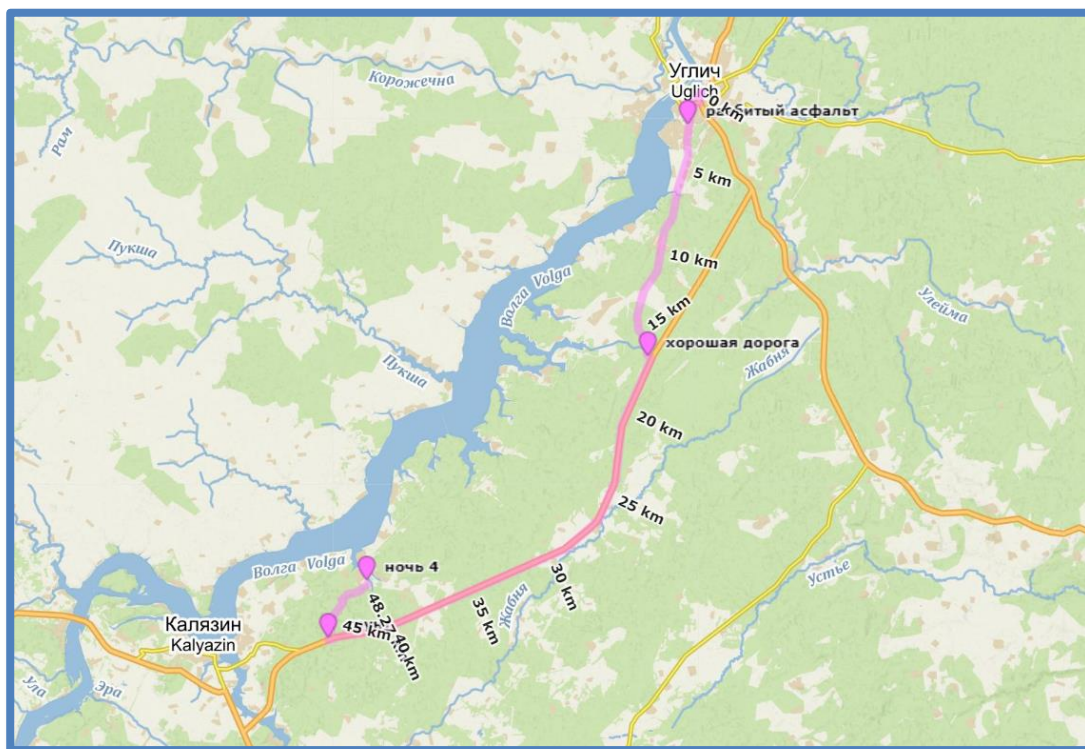 Корожечна
Углич
Uglich
0 km
разбитый асфальт
Рам
5 km
Пукша
Волга Volga
10 km
Улейма
15 km
хорошая дорога
Жабня
Пукша
20 km
25 km
Волга Volga
ночь 4
30 km
Устье
35 km
Жабня
Калязин
Kalyazin
45 km
40 km
Ула
Эра